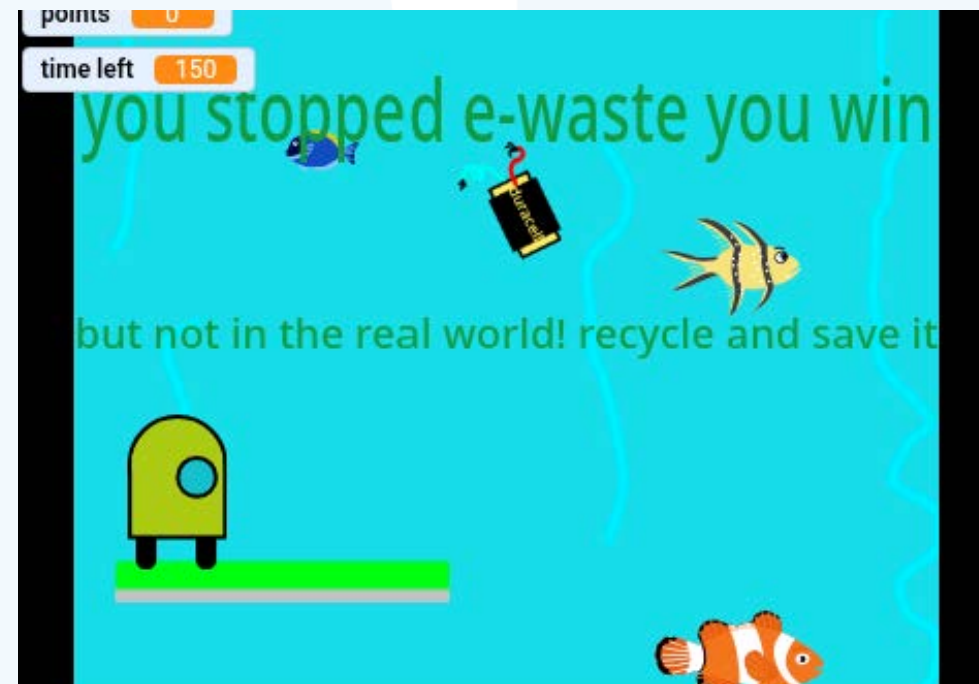 points 0
time left 150
you stopped e-waste you win
duracell
but not in the real world! recycle and save it